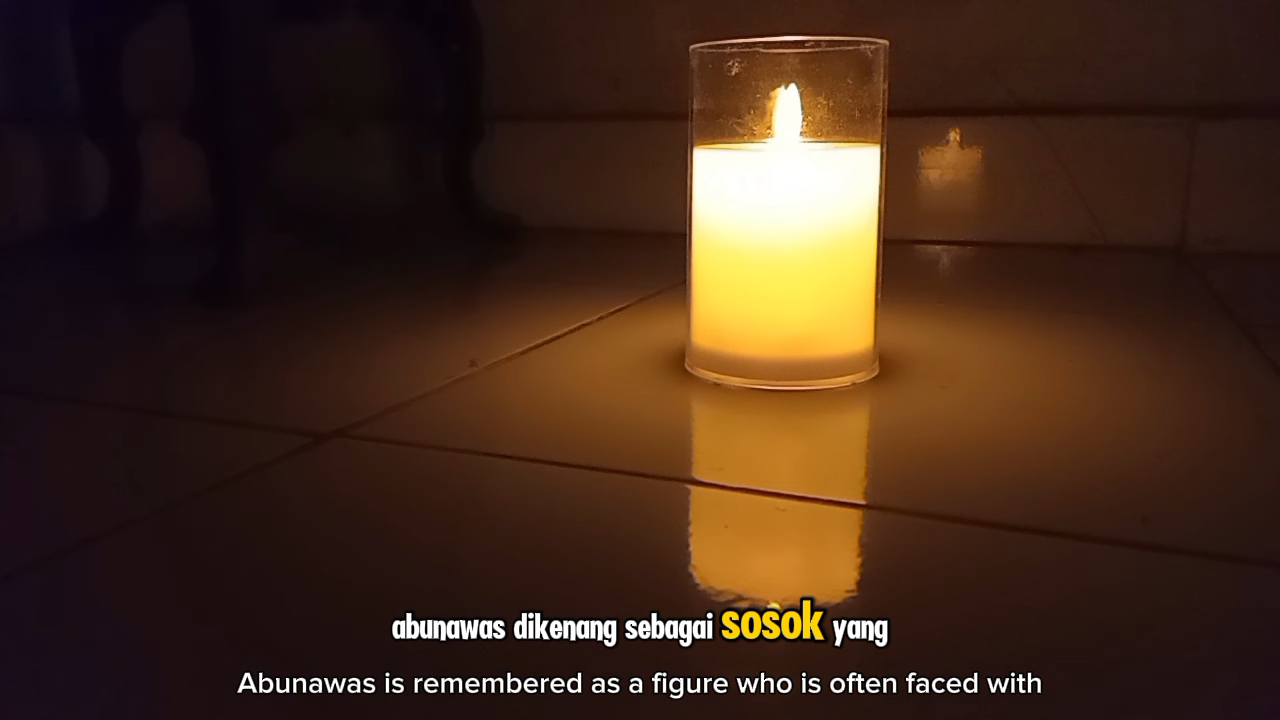 abunawas dikenang sebagai sosok yang
Abunawas is remembered as a figure who is often faced with